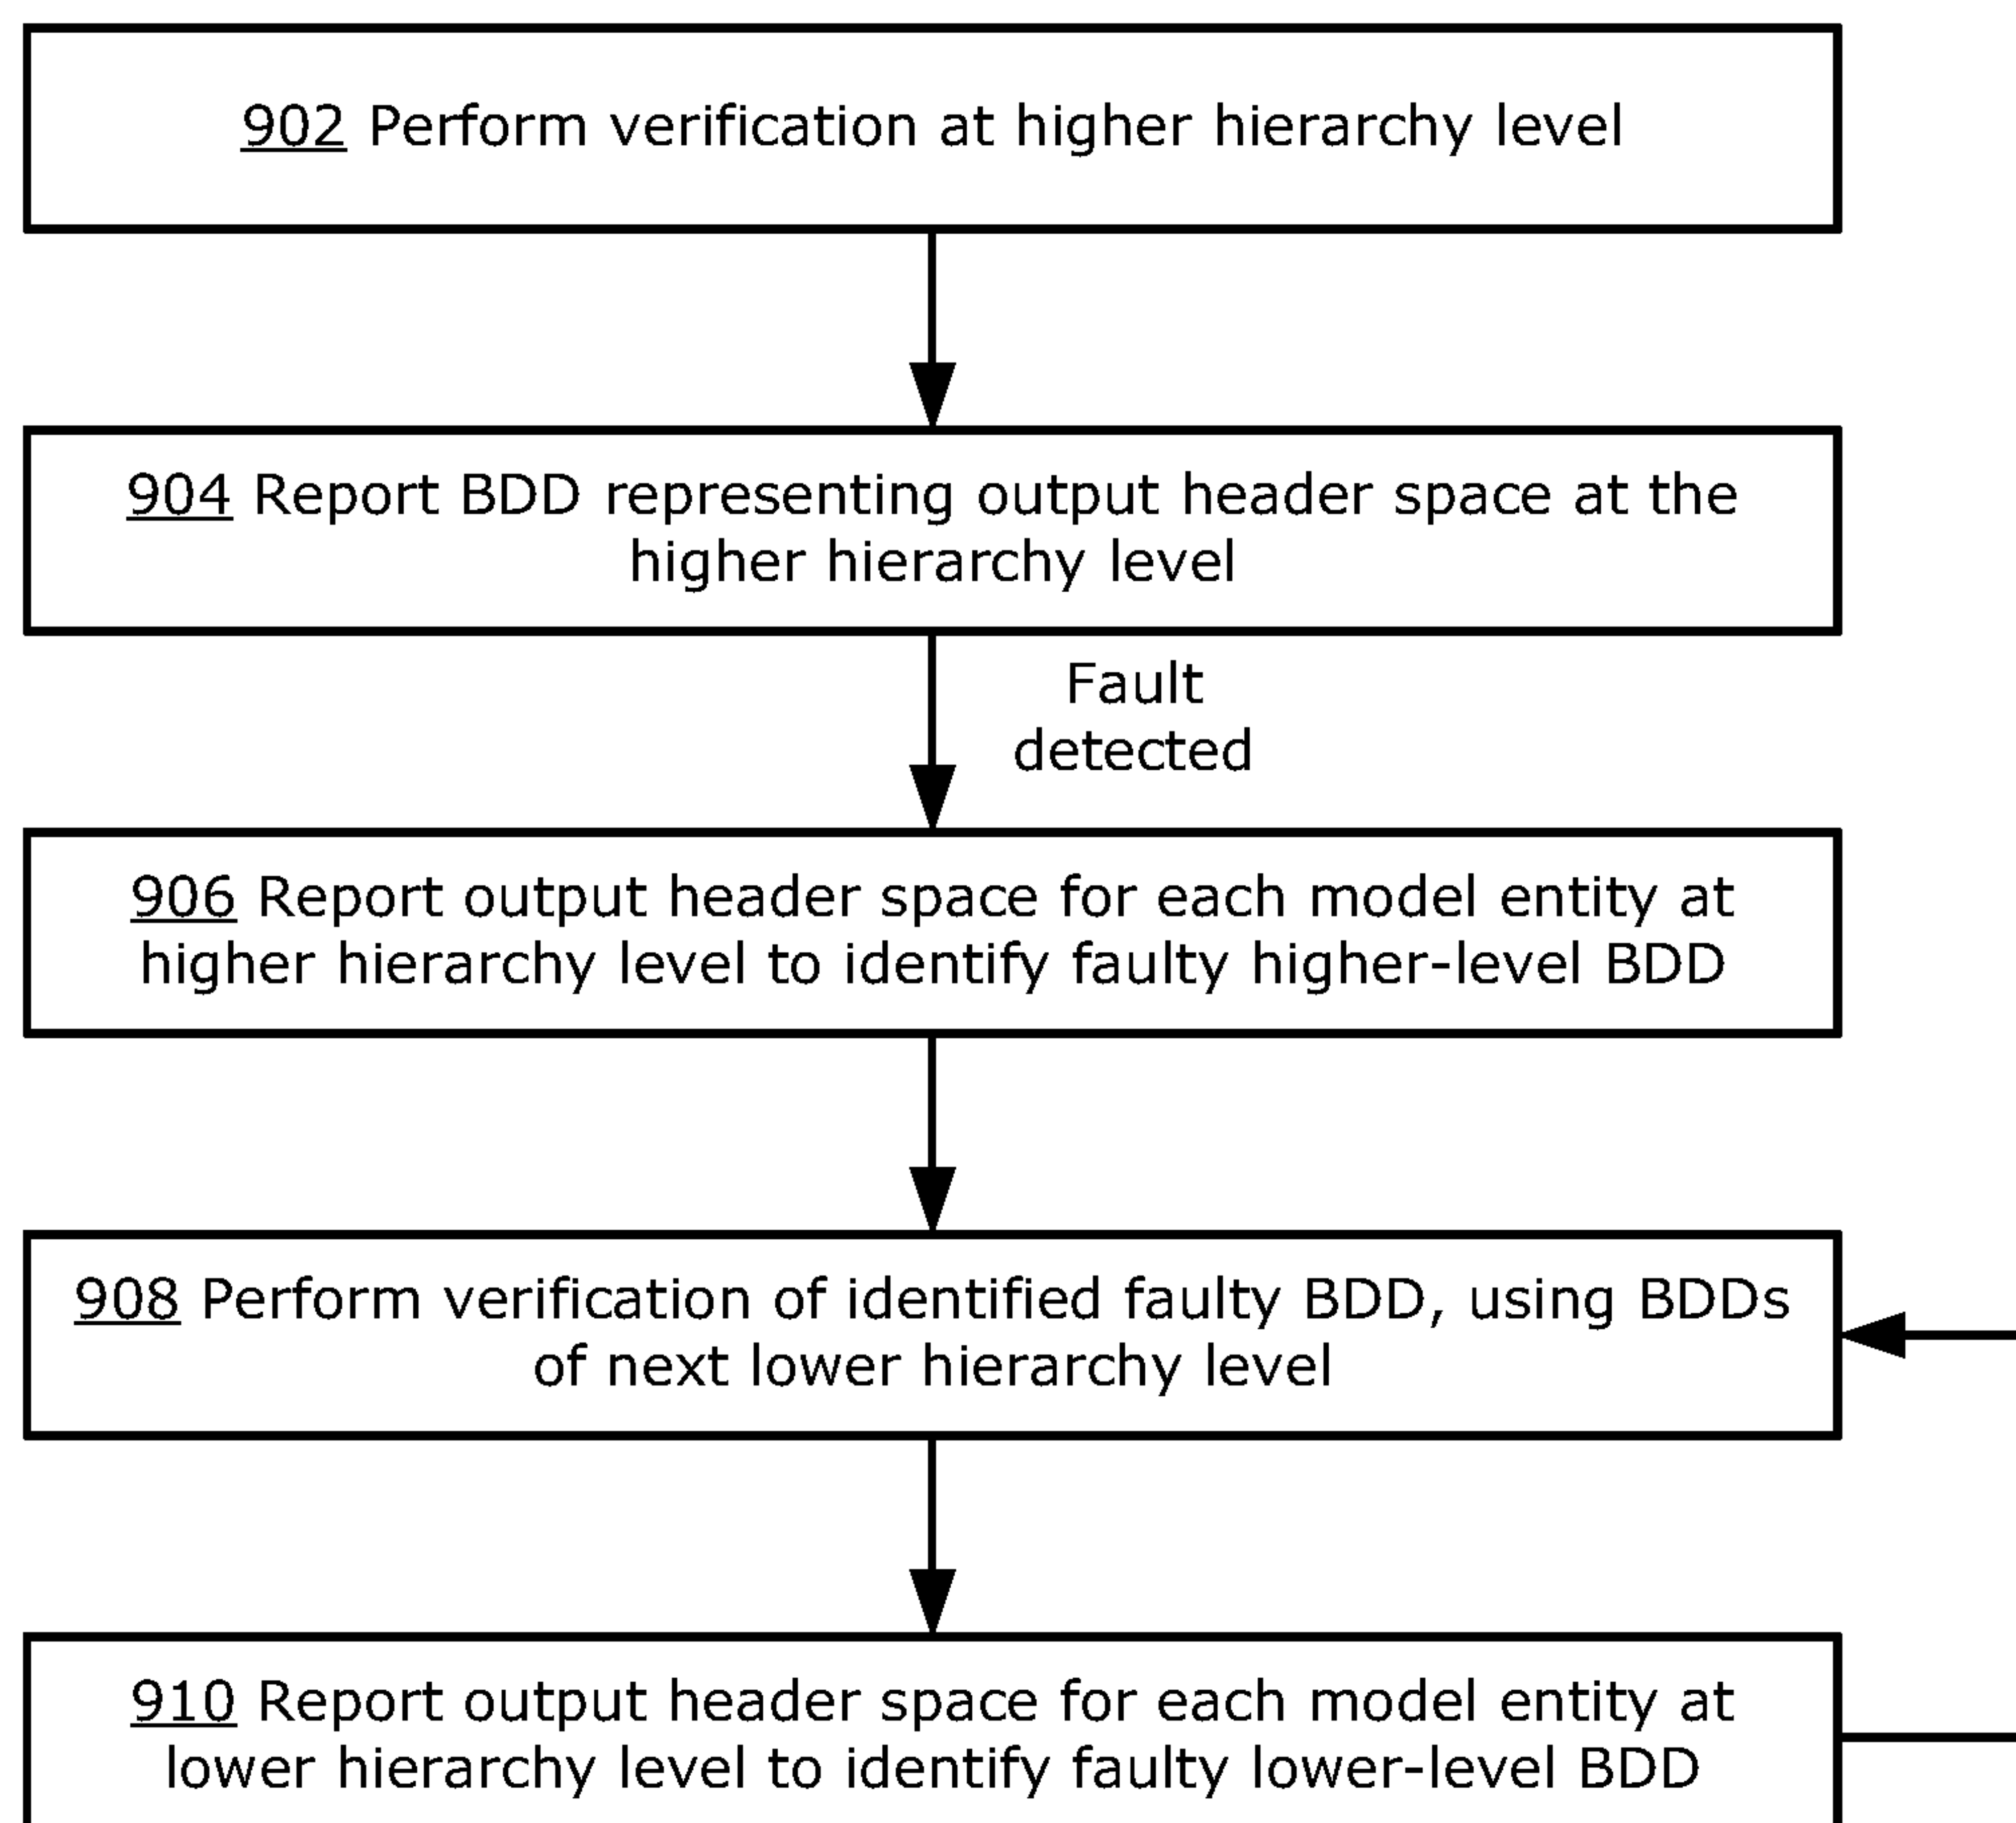 902 Perform verification at higher hierarchy level
904 Report BDD representing output header space at the
higher hierarchy level
Fault
detected
906 Report output header space for each model entity at
higher hierarchy level to identify faulty higher-level BDD
908 Perform verification of identified faulty BDD, using BDDs
of next lower hierarchy level
910 Report output header space for each model entity at
lower hierarchy level to identify faulty lower-level BDD